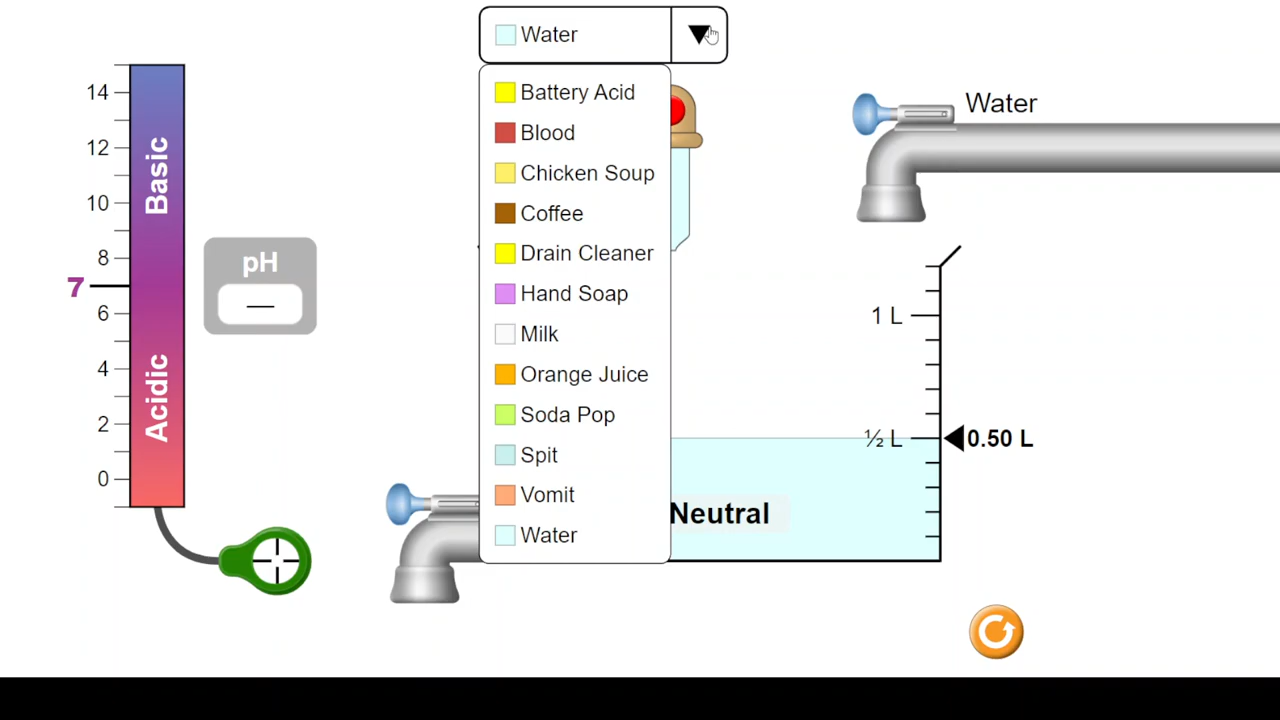 Water
Battery Acid
Blood
Chicken Soup
Coffee
Drain Cleaner
Hand Soap
Milk
Orange Juice
Soda Pop
Spit
Vomit
Water
14
12
10
8
7
6
4
2
0
Basic
Acidic
pH
—
Water
1 L
½ L
0.50 L
Neutral